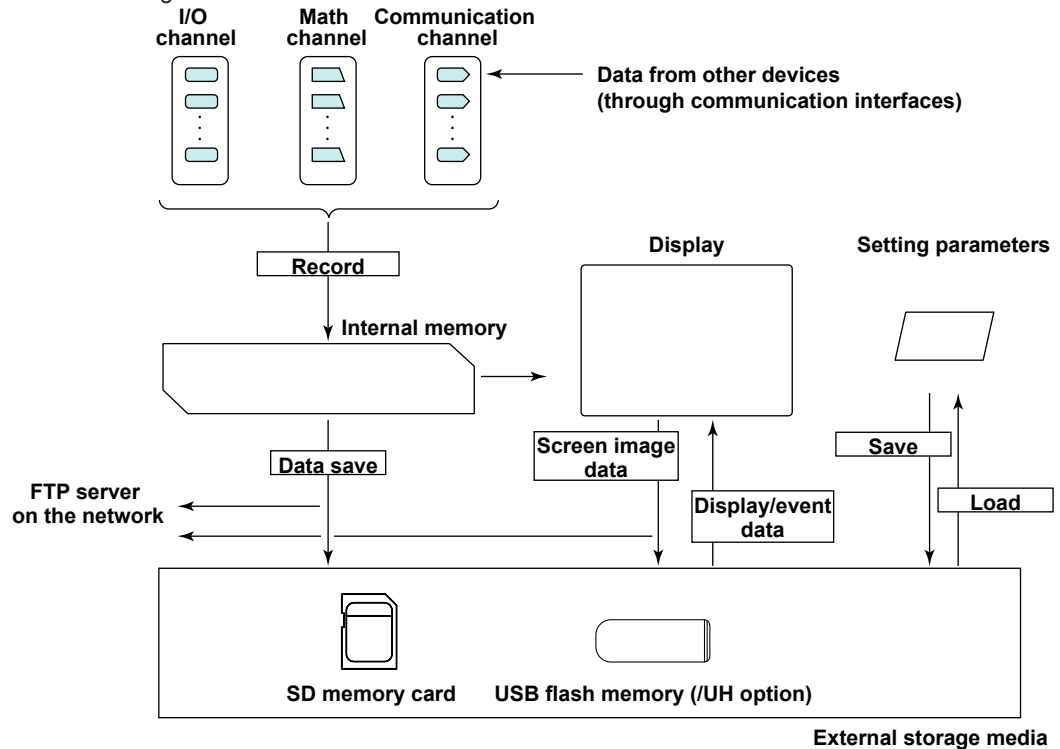 I/O
channel
Math
channel
Communication
channel
Data from other devices
(through communication interfaces)
Record
Internal memory
Display
Setting parameters
Data save
Screen image
data
Display/event
data
Save
Load
FTP server
on the network
SD memory card
USB flash memory (/UH option)
External storage media